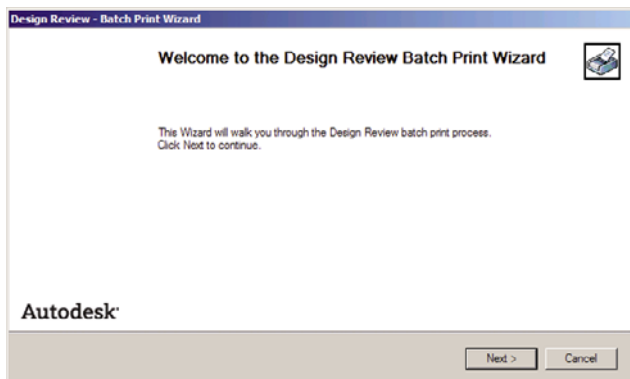 Design Review - Batch Print Wizard
Welcome to the Design Review Batch Print Wizard
This Wizard will walk you through the Design Review batch print process.
Click Next to continue.
Autodesk
Next >
Cancel